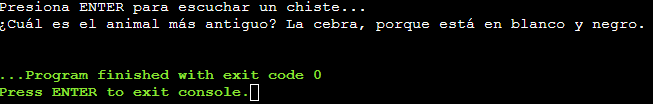 Presiona ENTER para escuchar un chiste...
¿Cuál es el animal más antiguo? La cebra, porque está en blanco y negro.
...Program finished with exit code 0
Press ENTER to exit console.